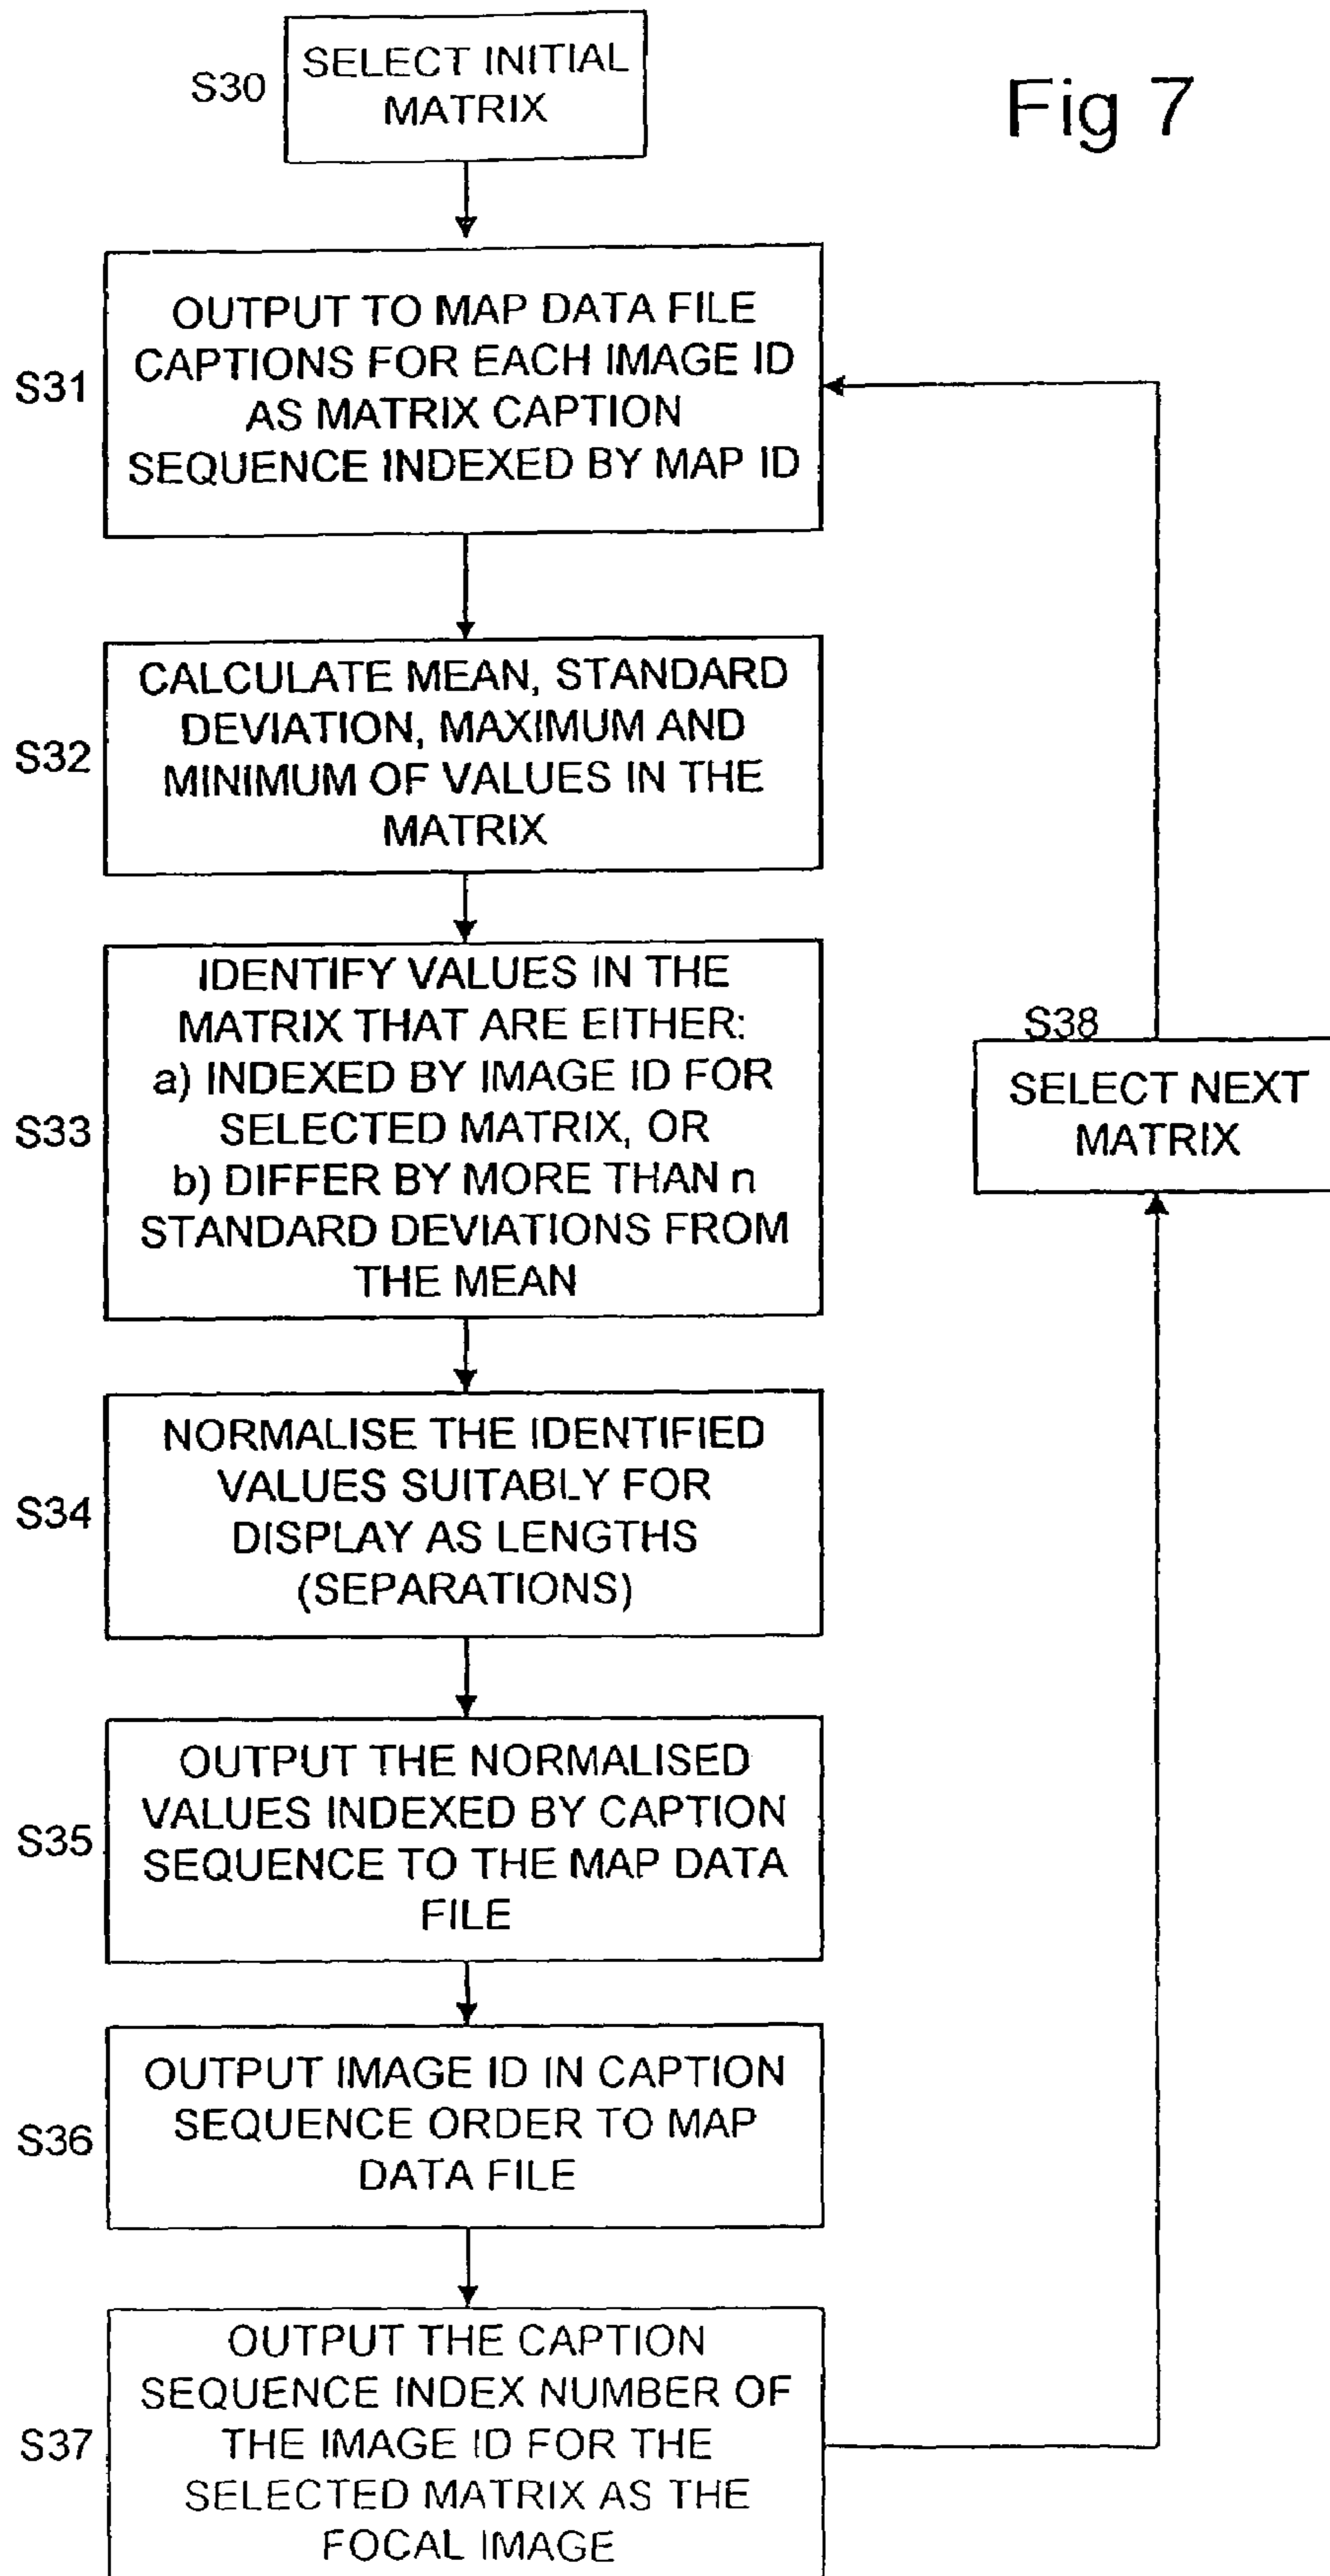 Fig 7
S30
SELECT INITIAL
MATRIX
S31
OUTPUT TO MAP DATA FILE
CAPTIONS FOR EACH IMAGE ID
AS MATRIX CAPTION
SEQUENCE INDEXED BY MAP ID
S32
CALCULATE MEAN, STANDARD
DEVIATION, MAXIMUM AND
MINIMUM OF VALUES IN THE
MATRIX
S33
IDENTIFY VALUES IN THE
MATRIX THAT ARE EITHER:
a) INDEXED BY IMAGE ID FOR
SELECTED MATRIX, OR
b) DIFFER BY MORE THAN n
STANDARD DEVIATIONS FROM
THE MEAN
S34
NORMALISE THE IDENTIFIED
VALUES SUITABLY FOR
DISPLAY AS LENGTHS
(SEPARATIONS)
S35
OUTPUT THE NORMALISED
VALUES INDEXED BY CAPTION
SEQUENCE TO THE MAP DATA
FILE
S36
OUTPUT IMAGE ID IN CAPTION
SEQUENCE ORDER TO MAP
DATA FILE
S37
OUTPUT THE CAPTION
SEQUENCE INDEX NUMBER OF
THE IMAGE ID FOR THE
SELECTED MATRIX AS THE
FOCAL IMAGE
S38
SELECT NEXT
MATRIX